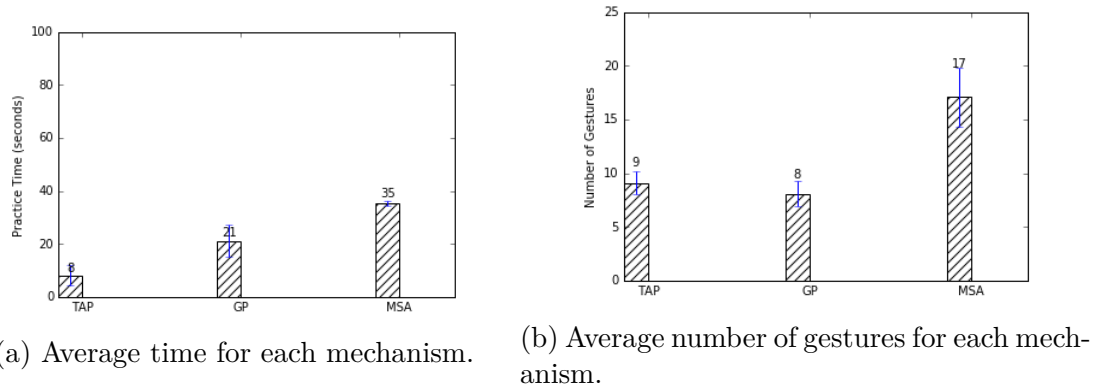 100
80
60
40
20
0
Practice Time (seconds)
8
21
35
TAP GP MSA
(a) Average time for each mechanism.
25
20
15
10
5
0
Number of Gestures
9
8
17
TAP GP MSA
(b) Average number of gestures for each mech-
anism.